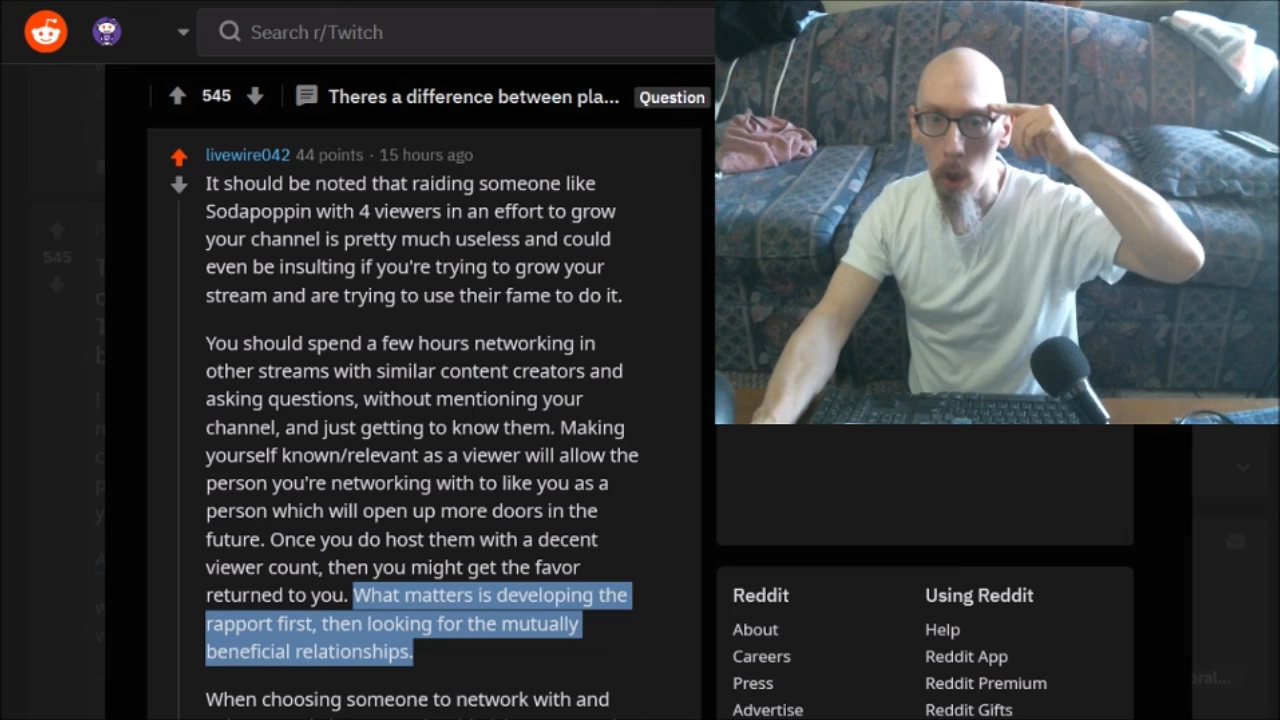 Search r/Twitch
545
Theres a difference between pla...
Question
livewire042 44 points · 15 hours ago
It should be noted that raiding someone like
Sodapoppin with 4 viewers in an effort to grow
your channel is pretty much useless and could
even be insulting if you're trying to grow your
stream and are trying to use their fame to do it.
You should spend a few hours networking in
other streams with similar content creators and
asking questions, without mentioning your
channel, and just getting to know them. Making
yourself known/relevant as a viewer will allow the
person you're networking with to like you as a
person which will open up more doors in the
future. Once you do host them with a decent
viewer count, then you might get the favor
returned to you. What matters is developing the
rapport first, then looking for the mutually
beneficial relationships.
When choosing someone to network with and
545
Reddit
About
Careers
Press
Advertise
Using Reddit
Help
Reddit App
Reddit Premium
Reddit Gifts
eral...